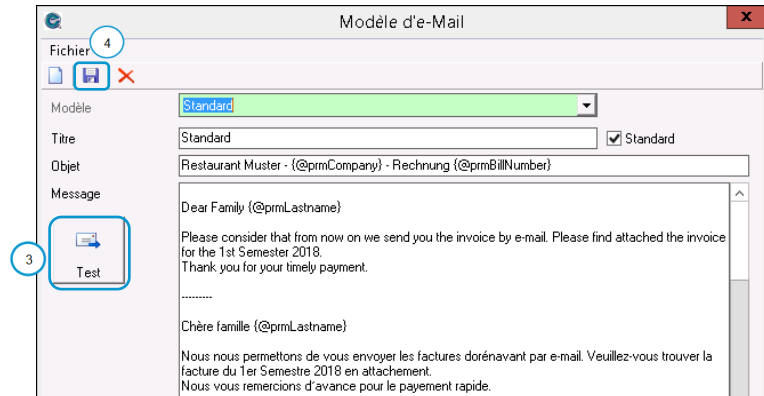 Modèle d'e-Mail
x
Fichier
4
Modèle
Standard
Titre
Standard
Standard
Objet
Restaurant Muster - {@prmCompany} - Rechnung {@prmBillNumber}
Message
Dear Family {@prmLastname}
Please consider that from now on we send you the invoice by e-mail. Please find attached the invoice
for the 1st Semester 2018.
Thank you for your timely payment.
---------
3
Test
Chère famille {@prmLastname}
Nous nous permettons de vous envoyer les factures dorénavant par e-mail. Veuillez-vous trouver la
facture du 1er Semestre 2018 en attachement.
Nous vous remercions d'avance pour le payement rapide.